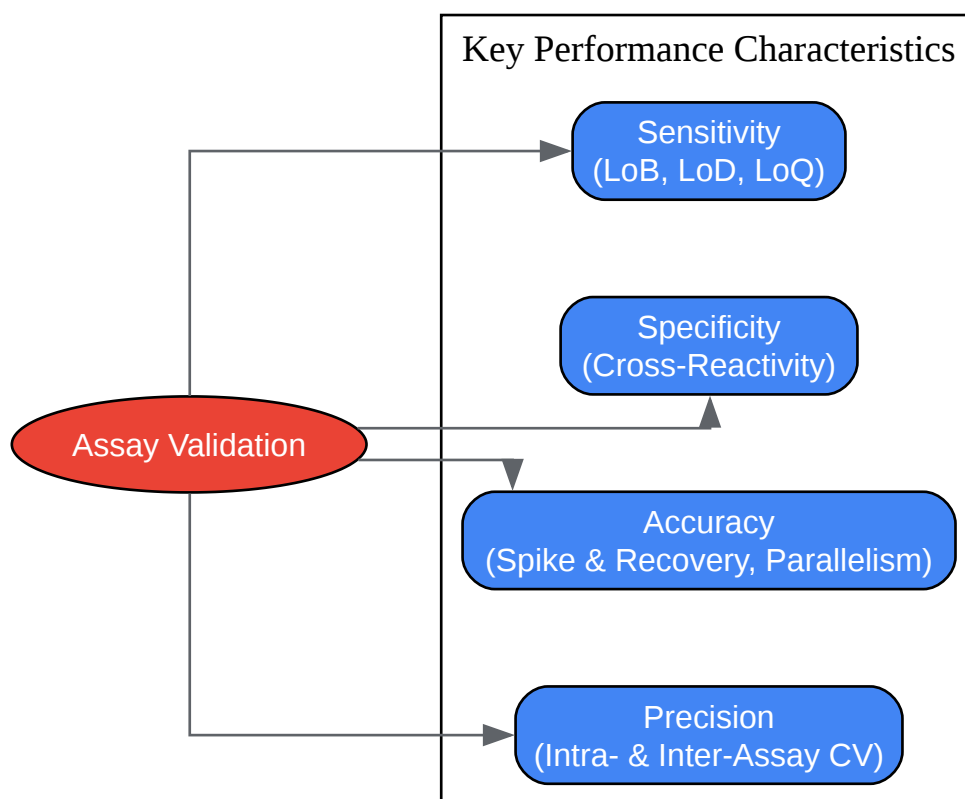 Key Performance Characteristics
Sensitivity
(LoB, LoD, LoQ)
Specificity
(Cross-Reactivity)
Assay Validation
Accuracy
(Spike & Recovery, Parallelism)
Precision
(Intra- & Inter-Assay CV)